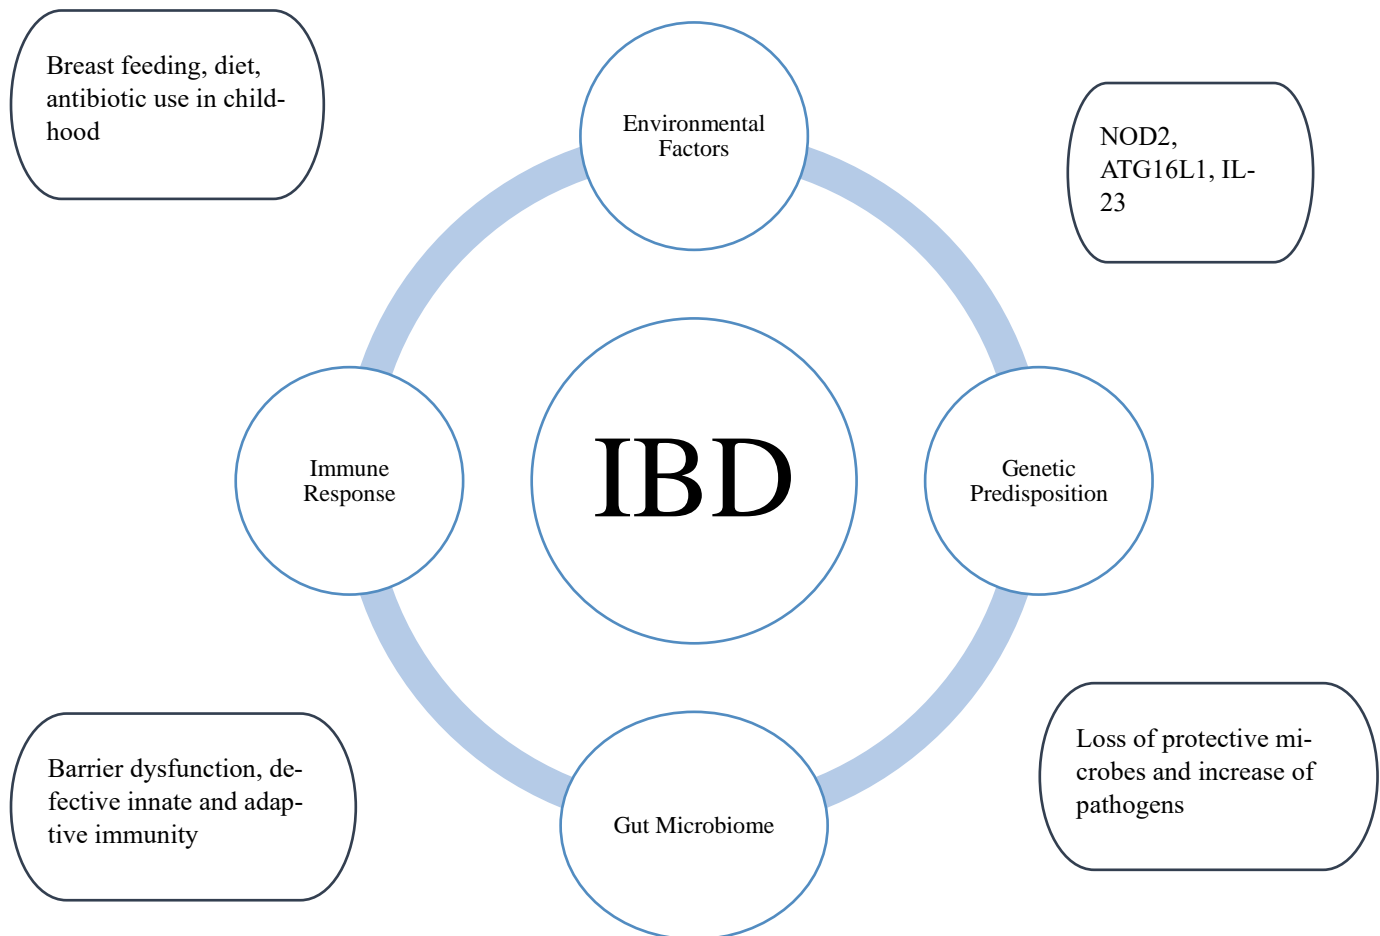 Breast feeding, diet,
antibiotic use in child-
hood
Environmental
Factors
NOD2,
ATG16L1, IL-
23
Immune
Response
IBD
Genetic
Predisposition
Barrier dysfunction, de-
fective innate and adap-
tive immunity
Gut Microbiome
Loss of protective mi-
crobes and increase of
pathogens